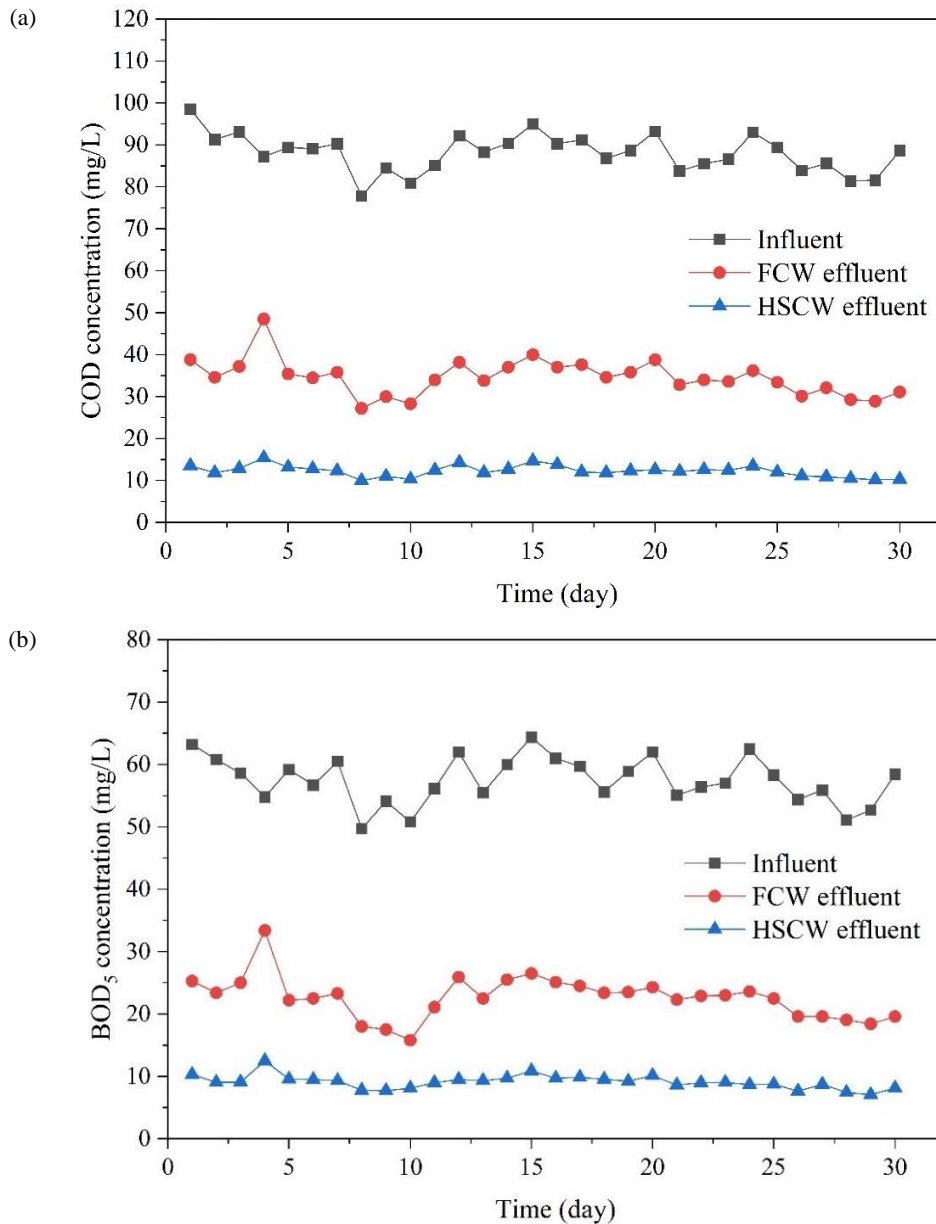 (a)
120
110
100
90
80
70
60
50
40
30
20
10
0
COD concentration (mg/L)
Influent
FCW effluent
HSCW effluent
0 5 10 15 20 25 30
Time (day)
(b)
80
70
60
50
40
30
20
10
0
BOD5 concentration (mg/L)
Influent
FCW effluent
HSCW effluent
0 5 10 15 20 25 30
Time (day)